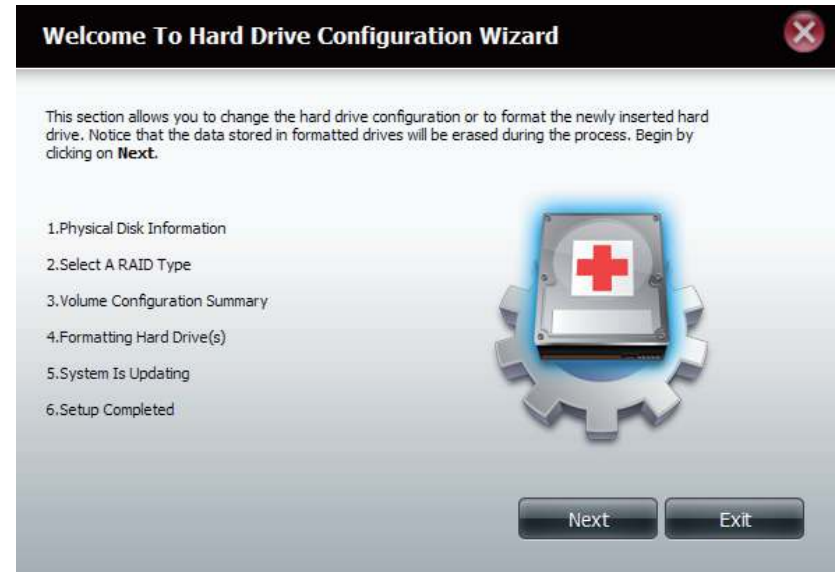 Welcome To Hard Drive Configuration Wizard
This section allows you to change the hard drive configuration or to format the newly inserted hard
drive. Notice that the data stored in formatted drives will be erased during the process. Begin by
clicking on Next.
1.Physical Disk Information
2.Select A RAID Type
3.Volume Configuration Summary
4.Formatting Hard Drive(s)
5.System Is Updating
6.Setup Completed
Next
Exit